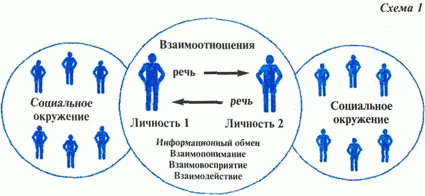 Схема 1
Взаимоотношения
речь
речь
Социальное
окружение
Личность 1 Личность 2
Социальное
окружение
Информационный обмен
Взаимопонимание
Взаимовосприятие
Взаимодействие